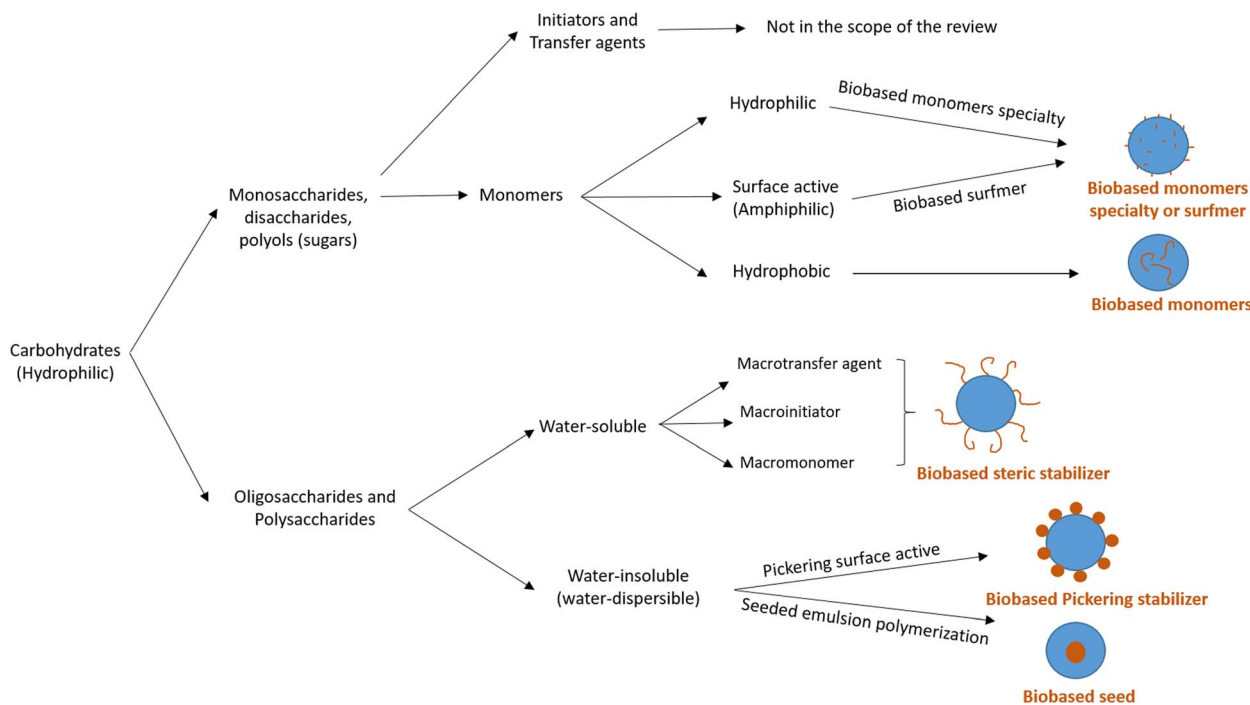 Initiators and
Transfer agents
Not in the scope of the review
Hydrophilic
Biobased monomers specialty
Monosaccharides,
disaccharides,
polyols (sugars)
Monomers
Surface active
(Amphiphilic)
Biobased surfmer
Biobased monomers
specialty or surfmer
Hydrophobic
Biobased monomers
Carbohydrates
(Hydrophilic)
Macrotransfer agent
Water-soluble
Macroinitiator
Macromonomer
Biobased steric stabilizer
Oligosaccharides and
Polysaccharides
Water-insoluble
(water-dispersible)
Pickering surface active
Biobased Pickering stabilizer
Seeded emulsion polymerization
Biobased seed